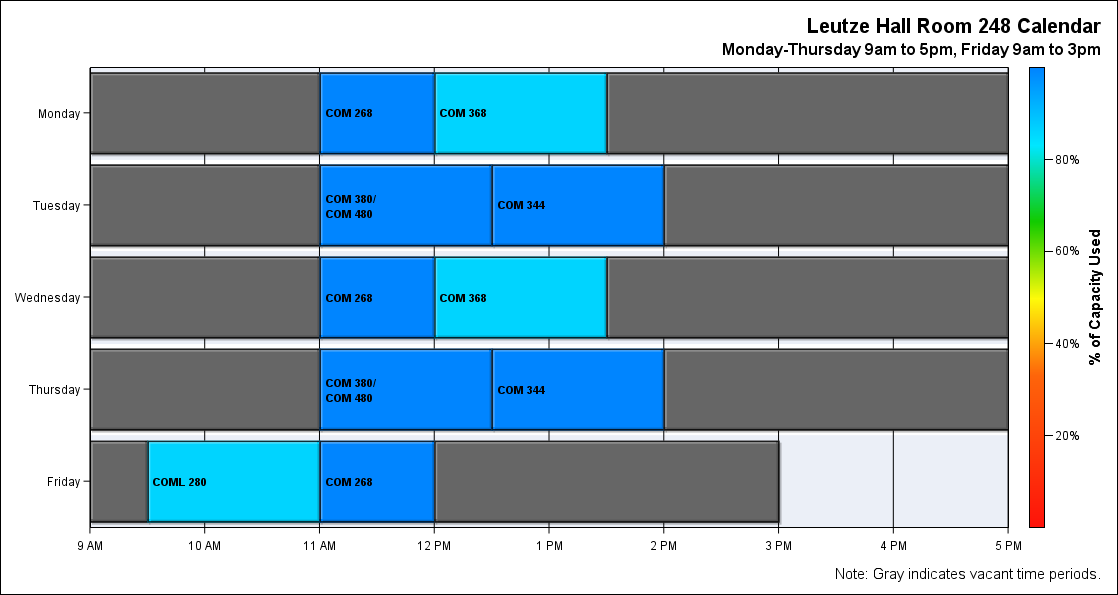 Leutze Hall Room 248 Calendar
Monday-Thursday 9am to 5pm, Friday 9am to 3pm
Monday
COM 268
COM 368
Tuesday
COM 380/
COM 480
COM 344
Wednesday
COM 268
COM 368
Thursday
COM 380/
COM 480
COM 344
Friday
COML 280
COM 268
9 AM
10 AM
11 AM
12 PM
1 PM
2 PM
3 PM
4 PM
5 PM
80%
60%
40%
20%
% of Capacity Used
Note: Gray indicates vacant time periods.